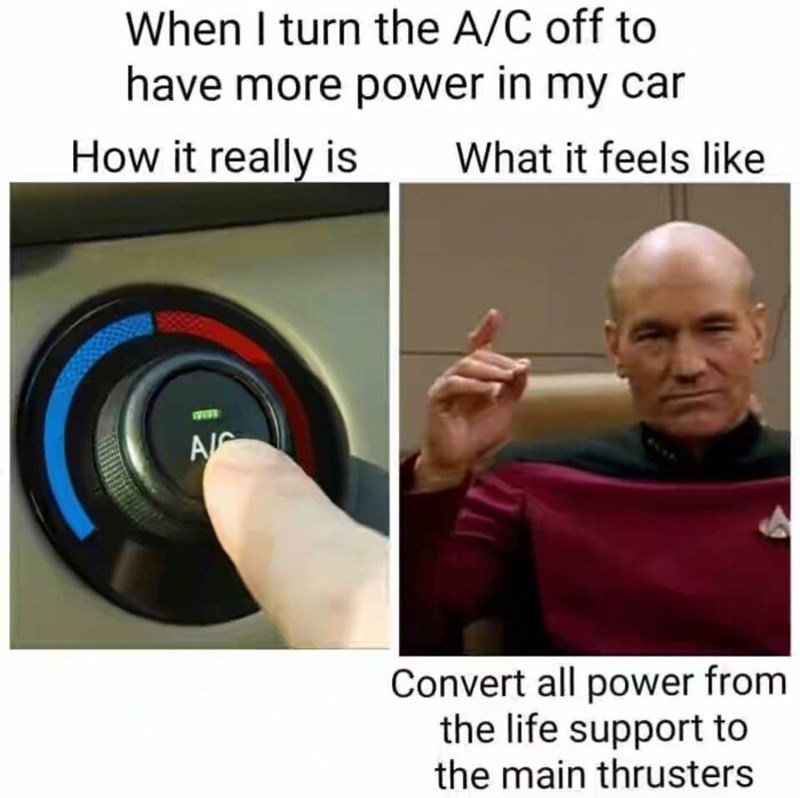 When I turn the A/C off to
have more power in my car
How it really is
What it feels like
A/C
Convert all power from
the life support to
the main thrusters